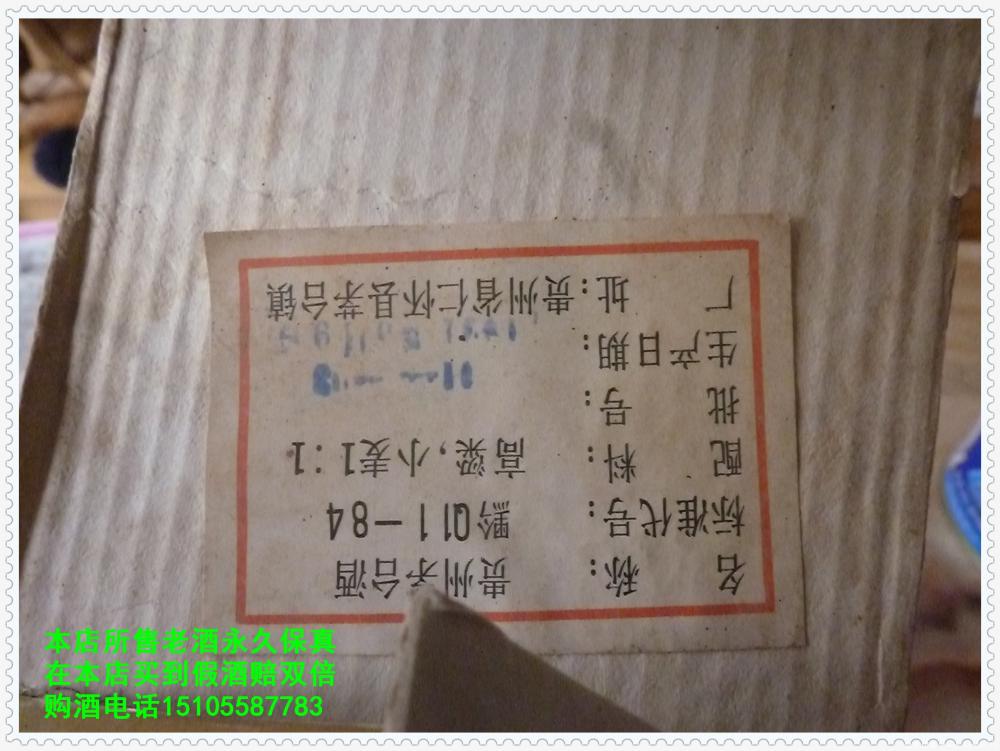 名 称: 贵州茅台酒
标准代号: 黔Q11-84
配 料: 高粱,小麦1:1
批 号:
生产日期:
厂 址: 贵州省仁怀县茅台镇
本店所售老酒永久保真
在本店买到假酒赔双倍
购酒电话15105587783